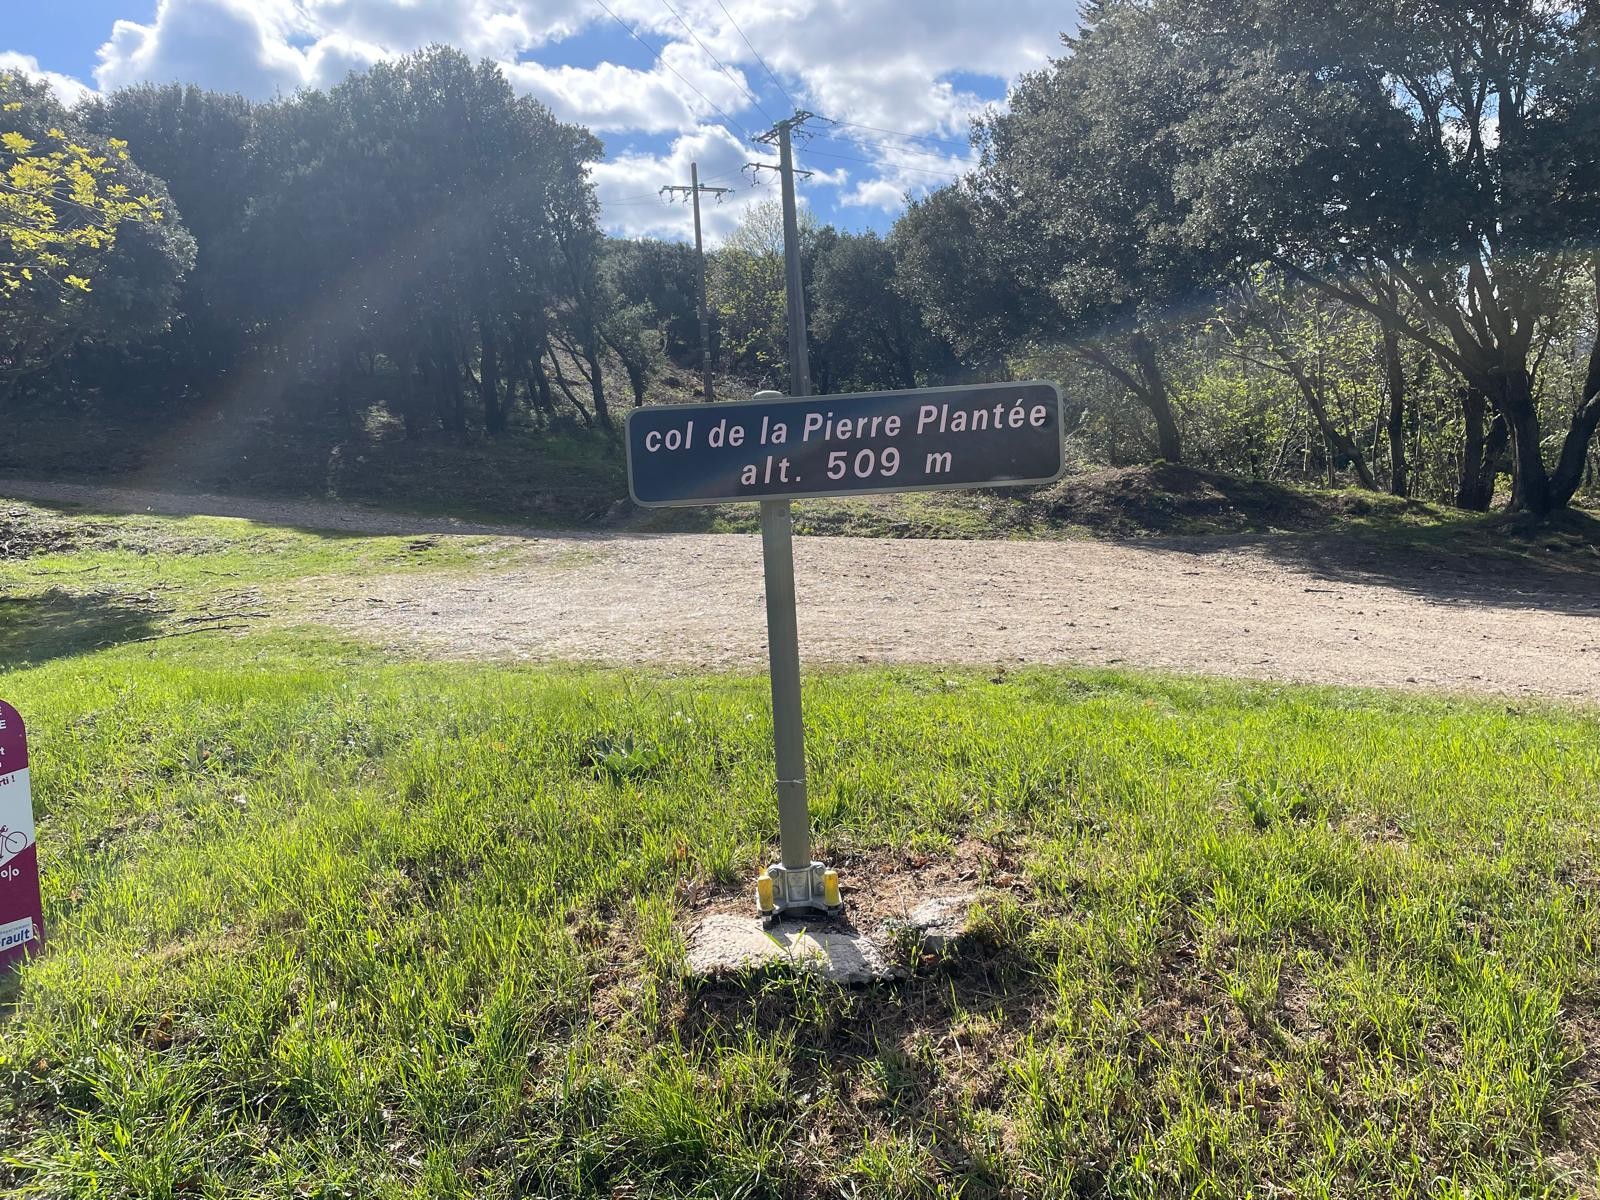 col de la Pierre Plantée
alt. 509 m